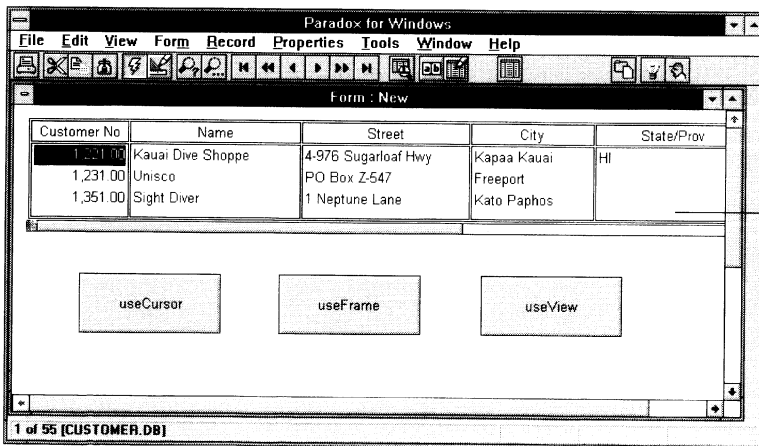 Paradox for Windows
File Edit View Form Record Properties Tools Window Help
Form : New
Customer No Name Street City State/Prov
1,221.00 Kauai Dive Shoppe 4-976 Sugarloaf Hwy Kapaa Kauai HI
1,231.00 Unisco PO Box Z-547 Freeport
1,351.00 Sight Diver 1 Neptune Lane Kato Paphos
useCursor useFrame useView
1 of 55 [CUSTOMER.DB]